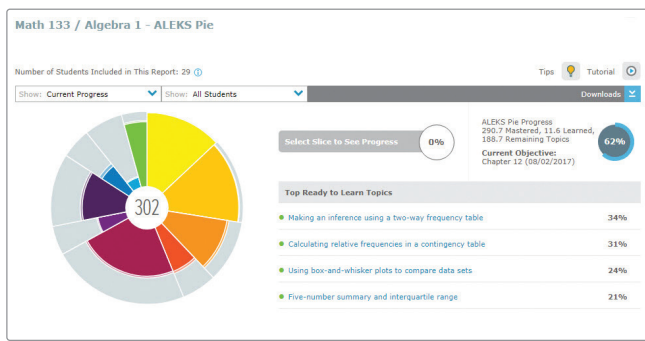 Math 133 / Algebra 1 - ALEKS Pie
Number of Students Included in This Report: 29
Tips Tutorial
Show: Current Progress Show: All Students Downloads
302
Select Slice to See Progress 0%
ALEKS Pie Progress
290.7 Mastered, 11.6 Learned,
188.7 Remaining Topics
Current Objective:
Chapter 12 (08/02/2017)
62%
Top Ready to Learn Topics
Making an inference using a two-way frequency table 34%
Calculating relative frequencies in a contingency table 31%
Using box-and-whisker plots to compare data sets 24%
Five-number summary and interquartile range 21%